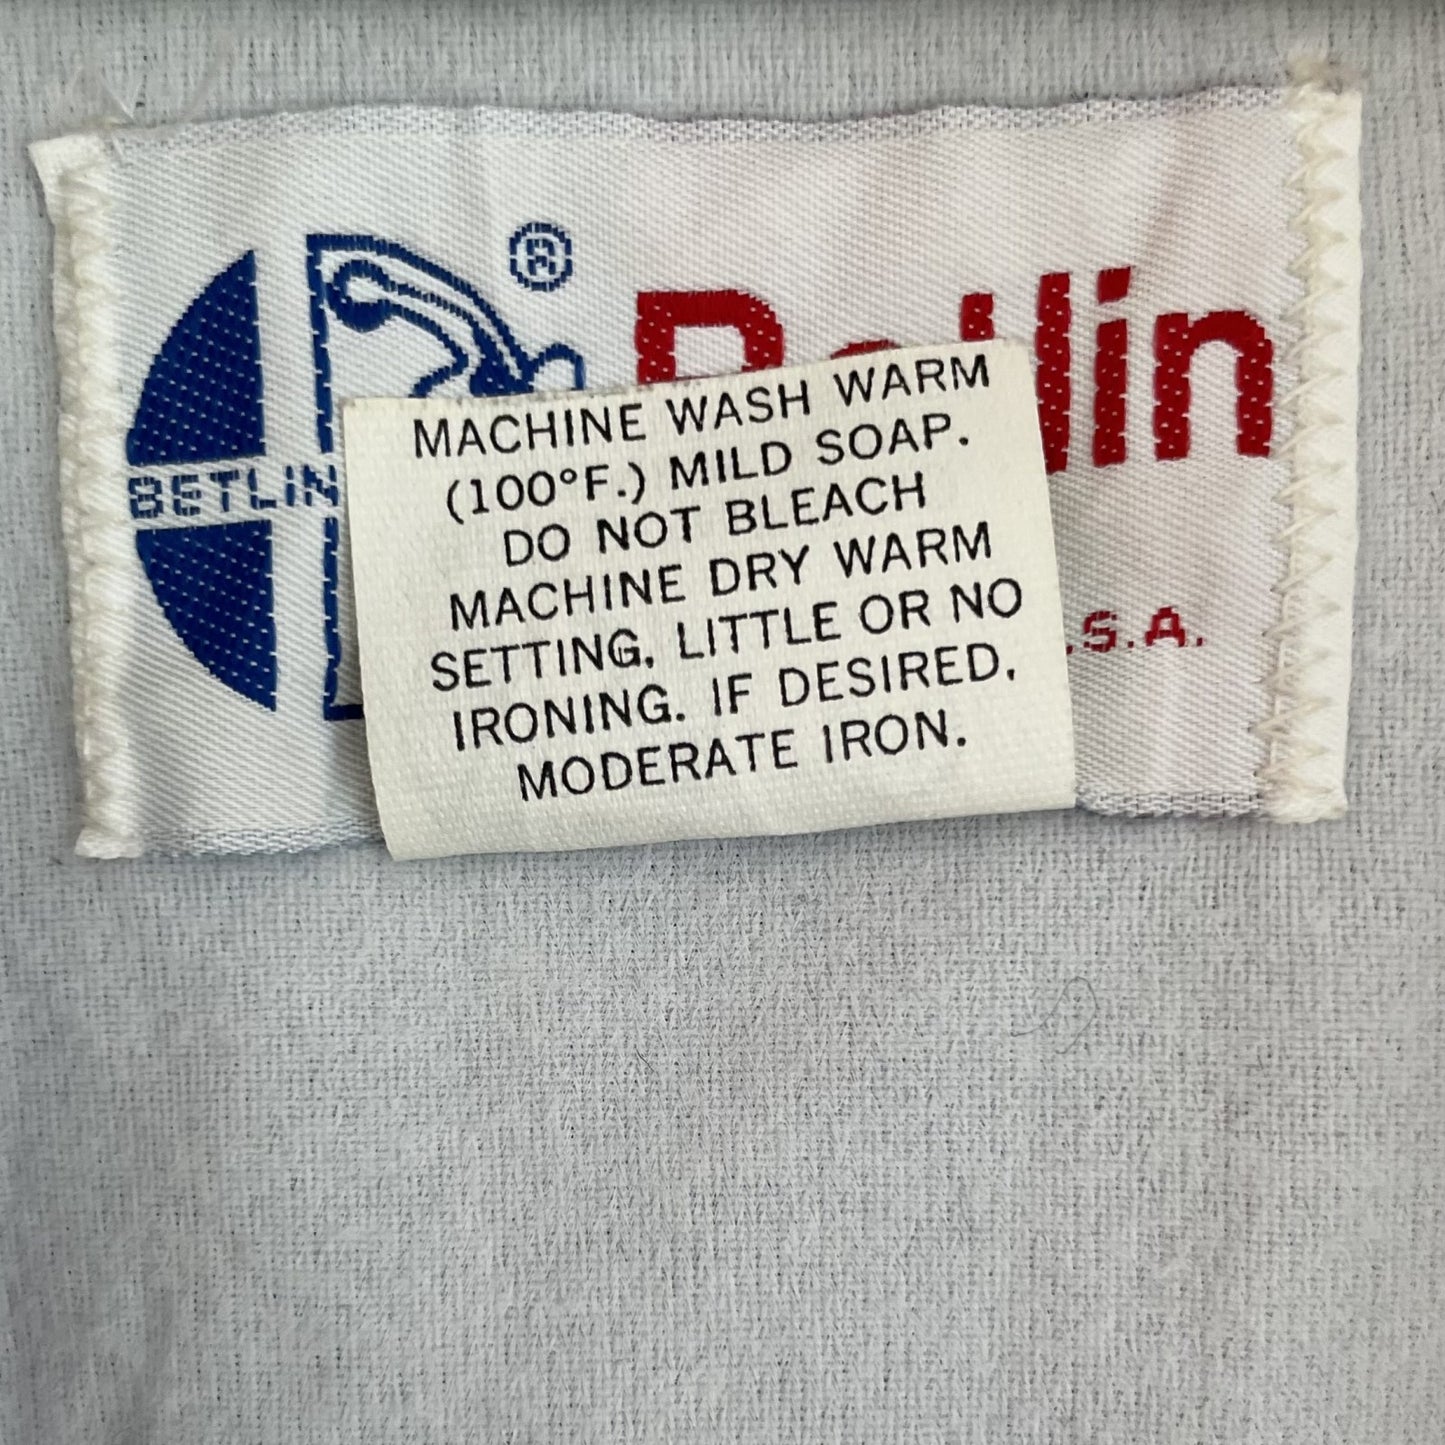 ®
Betlin
BETLIN
MACHINE WASH WARM
(100°F.) MILD SOAP.
DO NOT BLEACH
MACHINE DRY WARM
SETTING. LITTLE OR NO
IRONING. IF DESIRED,
MODERATE IRON.
.S.A.